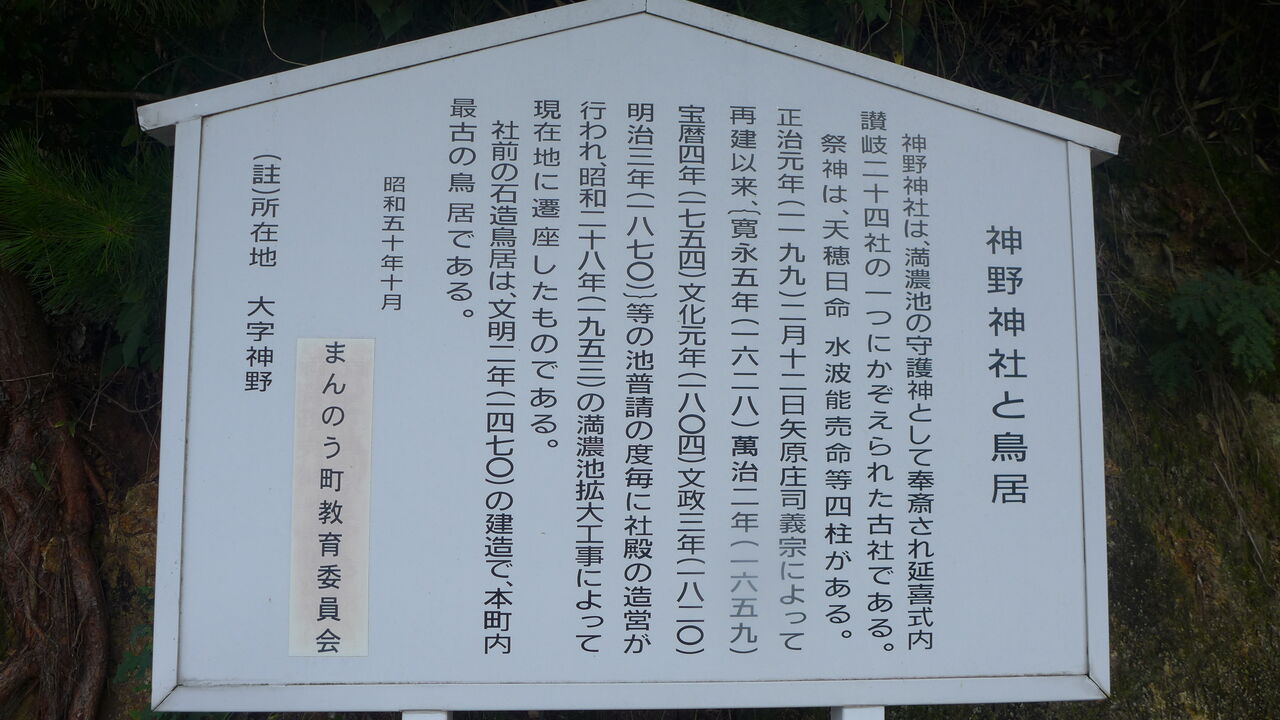 神野神社と鳥居
神野神社は、満濃池の守護神として奉斎され延喜式内
讃岐二十四社の一つにかぞえられた古社である。
祭神は、天穂日命 水波能売命等四柱がある。
正治元年(一一九九)二月十二日矢原庄司義宗によって
再建以来、〔寛永五年(一六二八)萬治二年(一六五九)
宝暦四年(一七五四)文化元年(一八〇四)文政三年(一八二〇)
明治三年(一八七〇)〕等の池普請の度毎に社殿の造営が
行われ、昭和二十八年(一九五三)の満濃池拡大工事によって
現在地に遷座したものである。
社前の石造鳥居は、文明二年(一四七〇)の建造で、本町内
最古の鳥居である。
昭和五十年十月
まんのう町教育委員会
(註)所在地 大字神野